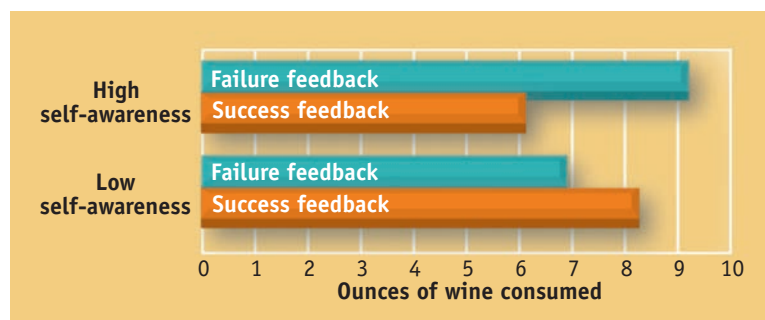 High
self-awareness
Failure feedback
Success feedback
Low
self-awareness
Failure feedback
Success feedback
0 1 2 3 4 5 6 7 8 9 10
Ounces of wine consumed